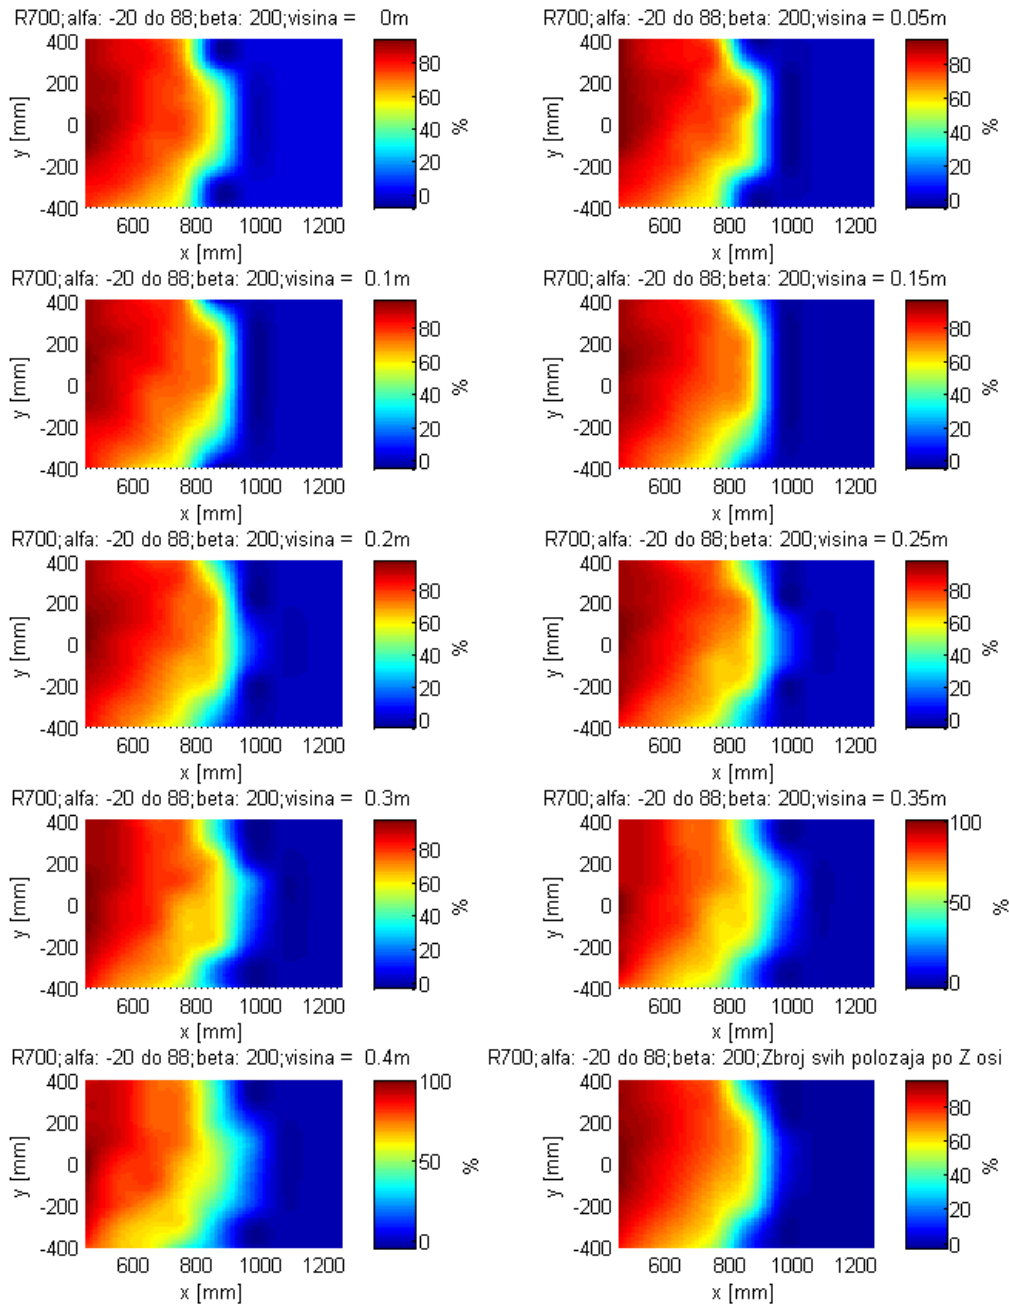 R700;alfa: -20 do 88;beta: 200;visina = 0m
400
200
0
-200
-400
y [mm]
600 800 1000 1200
x [mm]
80
60
40
20
0
%
R700;alfa: -20 do 88;beta: 200;visina = 0.05m
400
200
0
-200
-400
y [mm]
600 800 1000 1200
x [mm]
80
60
40
20
0
%
R700;alfa: -20 do 88;beta: 200;visina = 0.1m
400
200
0
-200
-400
y [mm]
600 800 1000 1200
x [mm]
80
60
40
20
0
%
R700;alfa: -20 do 88;beta: 200;visina = 0.15m
400
200
0
-200
-400
y [mm]
600 800 1000 1200
x [mm]
80
60
40
20
0
%
R700;alfa: -20 do 88;beta: 200;visina = 0.2m
400
200
0
-200
-400
y [mm]
600 800 1000 1200
x [mm]
80
60
40
20
0
%
R700;alfa: -20 do 88;beta: 200;visina = 0.25m
400
200
0
-200
-400
y [mm]
600 800 1000 1200
x [mm]
80
60
40
20
0
%
R700;alfa: -20 do 88;beta: 200;visina = 0.3m
400
200
0
-200
-400
y [mm]
600 800 1000 1200
x [mm]
80
60
40
20
0
%
R700;alfa: -20 do 88;beta: 200;visina = 0.35m
400
200
0
-200
-400
y [mm]
600 800 1000 1200
x [mm]
100
50
0
%
R700;alfa: -20 do 88;beta: 200;visina = 0.4m
400
200
0
-200
-400
y [mm]
600 800 1000 1200
x [mm]
100
50
0
%
R700;alfa: -20 do 88;beta: 200;Zbroj svih polozaja po Z osi
400
200
0
-200
-400
y [mm]
600 800 1000 1200
x [mm]
80
60
40
20
0
%